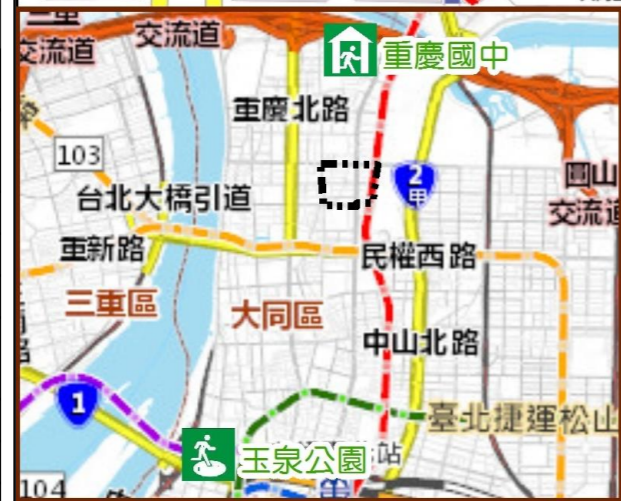 三重
交流道
交流道
重慶國中
重慶北路
103
2
甲
圓山
交流道
台北大橋引道
重新路
民權西路
三重區
大同區
中山北路
1
臺北捷運松山
玉泉公園
站
104